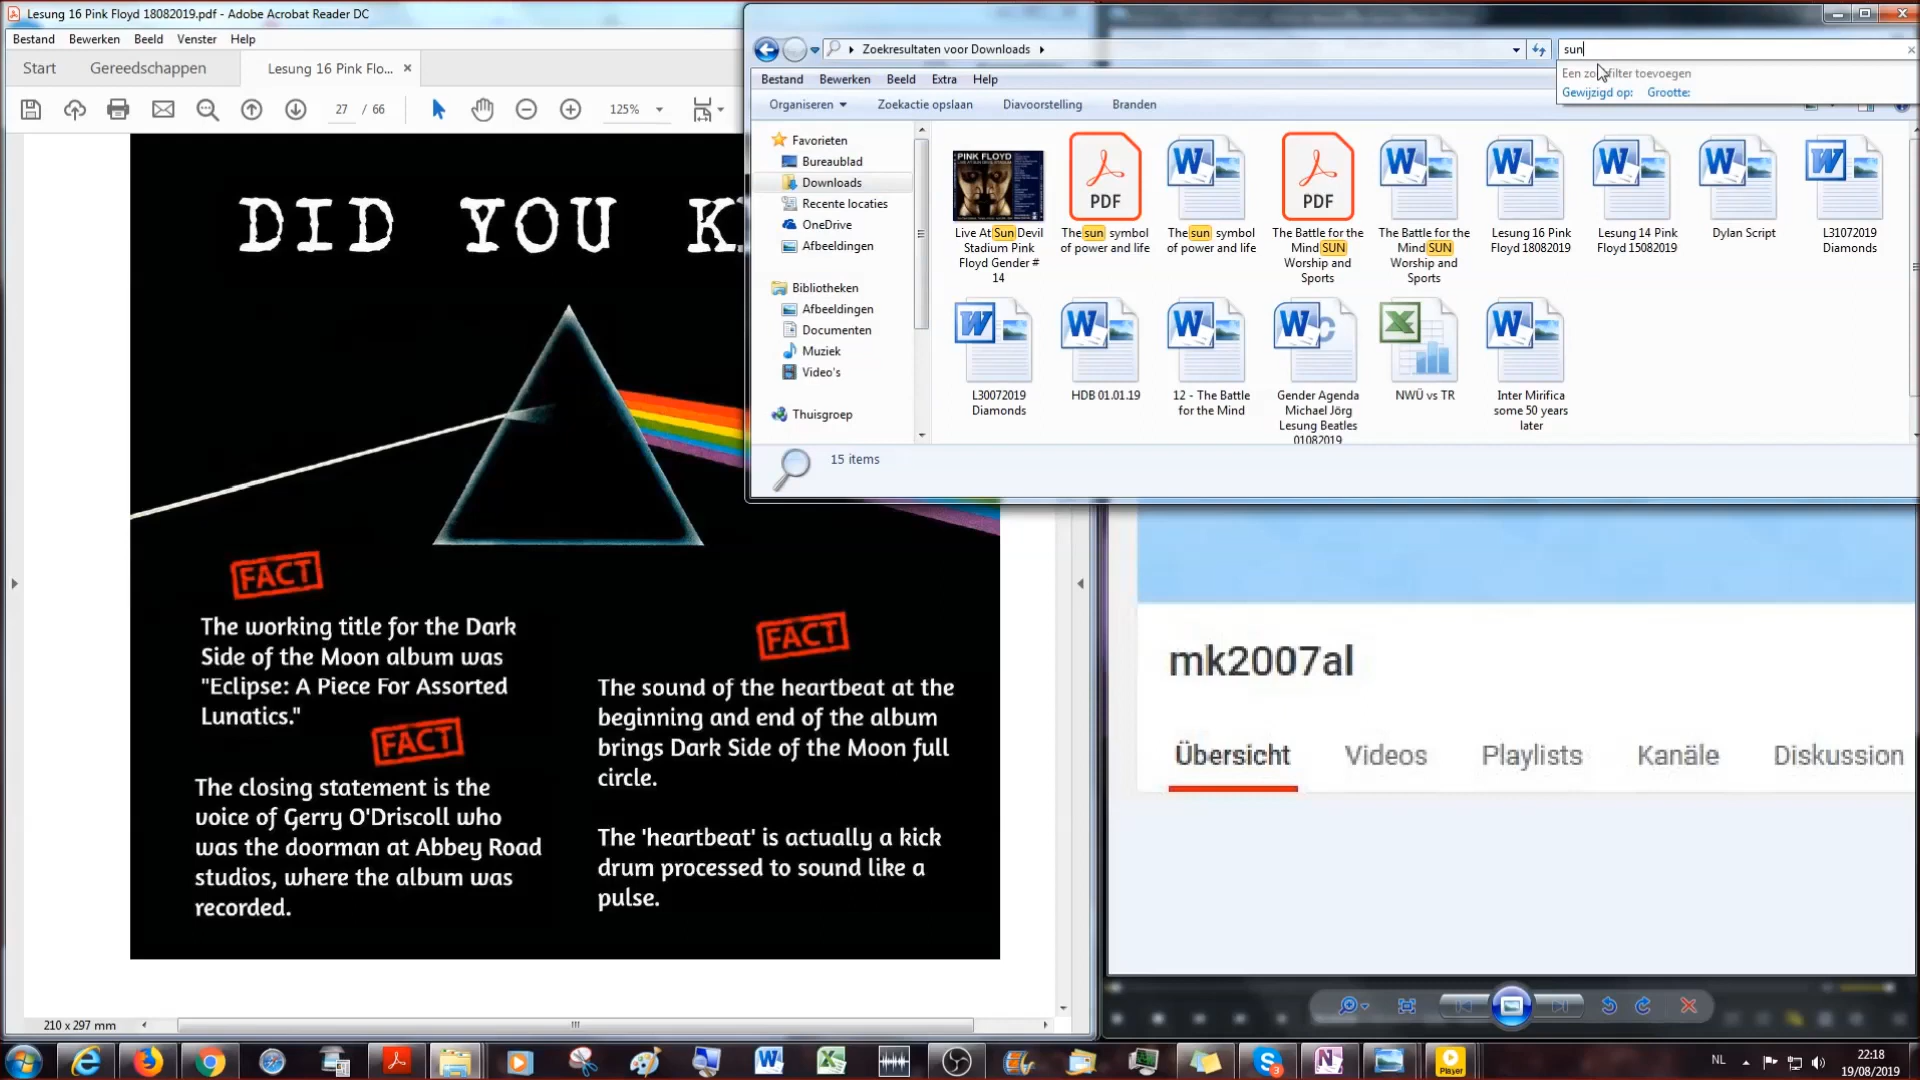 Lesung 16 Pink Floyd 18082019.pdf - Adobe Acrobat Reader DC
Bestand Bewerken Beeld Venster Help
Start Gereedschappen Lesung 16 Pink Flo... ×
27 / 66 125%
DID YOU K
FACT
The working title for the Dark
Side of the Moon album was
"Eclipse: A Piece For Assorted
Lunatics."
FACT
The closing statement is the
voice of Gerry O'Driscoll who
was the doorman at Abbey Road
studios, where the album was
recorded.
FACT
The sound of the heartbeat at the
beginning and end of the album
brings Dark Side of the Moon full
circle.
The 'heartbeat' is actually a kick
drum processed to sound like a
pulse.
210 x 297 mm
Zoekresultaten voor Downloads
sun
Een zoekfilter toevoegen
Gewijzigd op: Grootte:
Bestand Bewerken Beeld Extra Help
Organiseren Zoekactie opslaan Diavoorstelling Branden
Favorieten
Bureaublad
Downloads
Recente locaties
OneDrive
Afbeeldingen
Bibliotheken
Afbeeldingen
Documenten
Muziek
Video's
Thuisgroep
PINK FLOYD
Live At Sun Devil
Stadium Pink
Floyd Gender #
14
PDF
The sun symbol
of power and life
The sun symbol
of power and life
PDF
The Battle for the
Mind SUN
Worship and
Sports
The Battle for the
Mind SUN
Worship and
Sports
Lesung 16 Pink
Floyd 18082019
Lesung 14 Pink
Floyd 15082019
Dylan Script
L31072019
Diamonds
L30072019
Diamonds
HDB 01.01.19
12 - The Battle
for the Mind
Gender Agenda
Michael Jörg
Lesung Beatles
01082019
NWÜ vs TR
Inter Mirifica
some 50 years
later
15 items
mk2007al
Übersicht Videos Playlists Kanäle Diskussion
Player
NL
22:18
19/08/2019